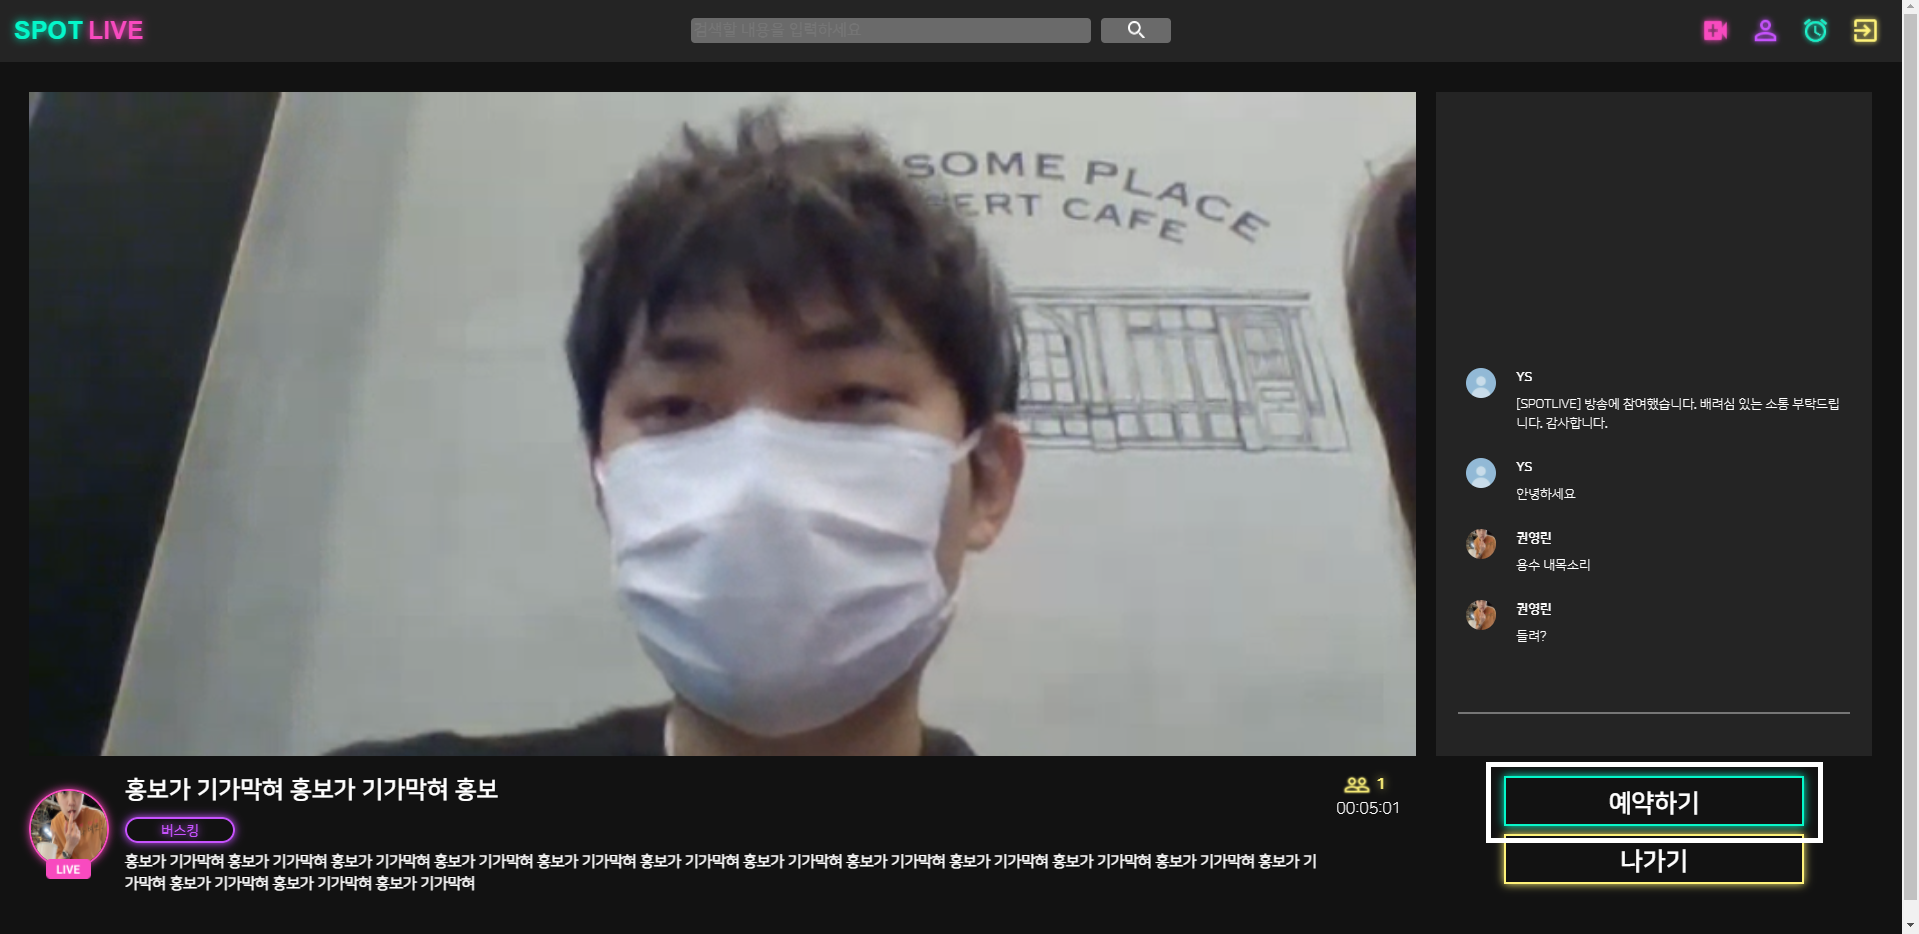 SPOT LIVE
검색할 내용을 입력하세요
SOME PLACE
SERT CAFE
YS
[SPOTLIVE] 방송에 참여했습니다. 배려심 있는 소통 부탁드립
니다. 감사합니다.
YS
안녕하세요
권영린
용수 내목소리
권영린
들려?
홍보가 기가막혀 홍보가 기가막혀 홍보
1
00:05:01
버스킹
LIVE
홍보가 기가막혀 홍보가 기가막혀 홍보가 기가막혀 홍보가 기가막혀 홍보가 기가막혀 홍보가 기가막혀 홍보가 기가막혀 홍보가 기가막혀 홍보가 기가막혀 홍보가 기가막혀 홍보가 기가막혀 홍보가 기
가막혀 홍보가 기가막혀 홍보가 기가막혀 홍보가 기가막혀
예약하기
나가기